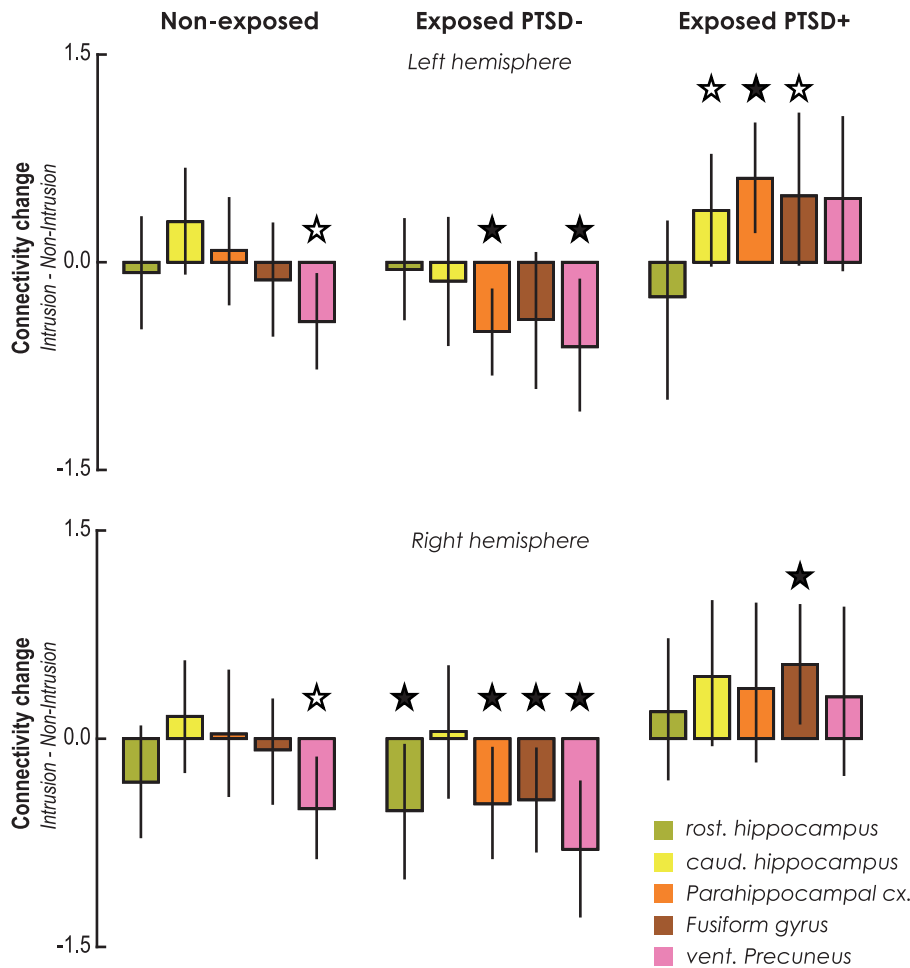 Non-exposed
Exposed PTSD-
Exposed PTSD+
Left hemisphere
Connectivity change
Intrusion - Non-Intrusion
1.5
0.0
-1.5
Right hemisphere
Connectivity change
Intrusion - Non-Intrusion
1.5
0.0
-1.5
rost. hippocampus
caud. hippocampus
Parahippocampal cx.
Fusiform gyrus
vent. Precuneus